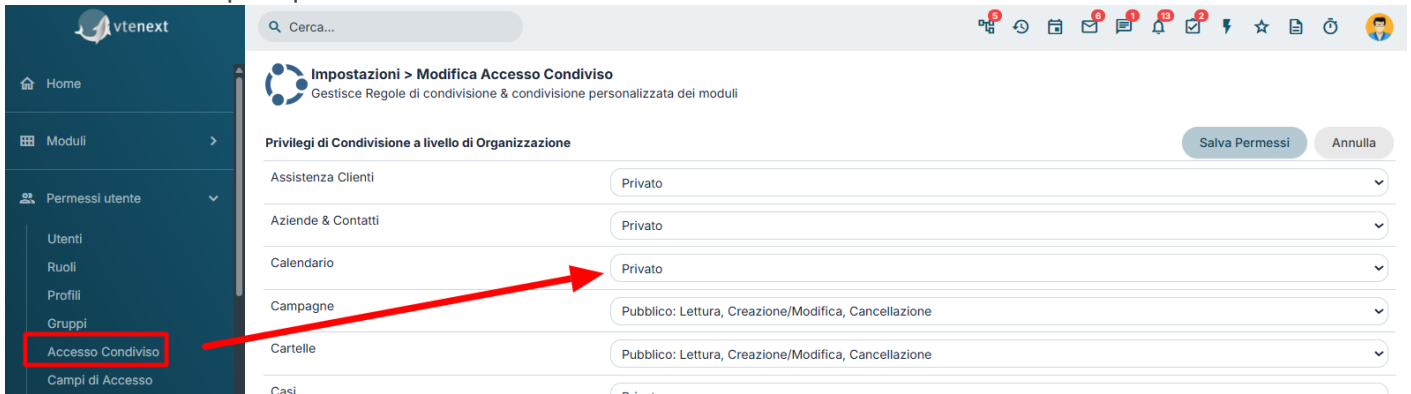 vtenext
Cerca...
5
6
1
13
2
Home
Moduli
Permessi utente
Utenti
Ruoli
Profili
Gruppi
Accesso Condiviso
Campi di Accesso
Impostazioni > Modifica Accesso Condiviso
Gestisce Regole di condivisione & condivisione personalizzata dei moduli
Privilegi di Condivisione a livello di Organizzazione
Salva Permessi
Annulla
Assistenza Clienti
Privato
Aziende & Contatti
Privato
Calendario
Privato
Campagne
Pubblico: Lettura, Creazione/Modifica, Cancellazione
Cartelle
Pubblico: Lettura, Creazione/Modifica, Cancellazione
Casi